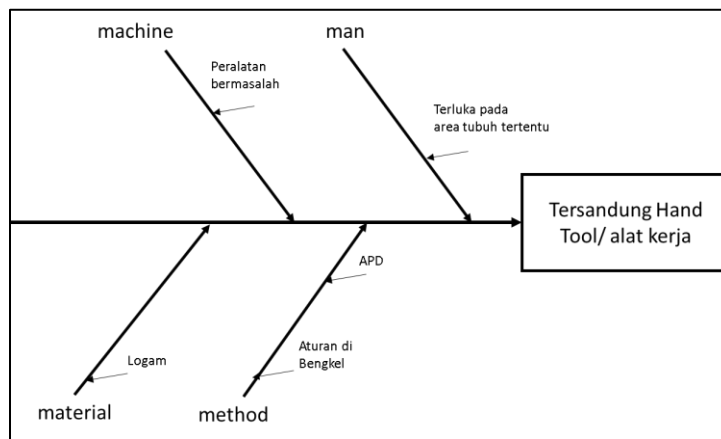 machine
man
Peralatan
bermasalah
Terluka pada
area tubuh tertentu
Tersandung Hand
Tool/ alat kerja
APD
Aturan di
Bengkel
Logam
material
method